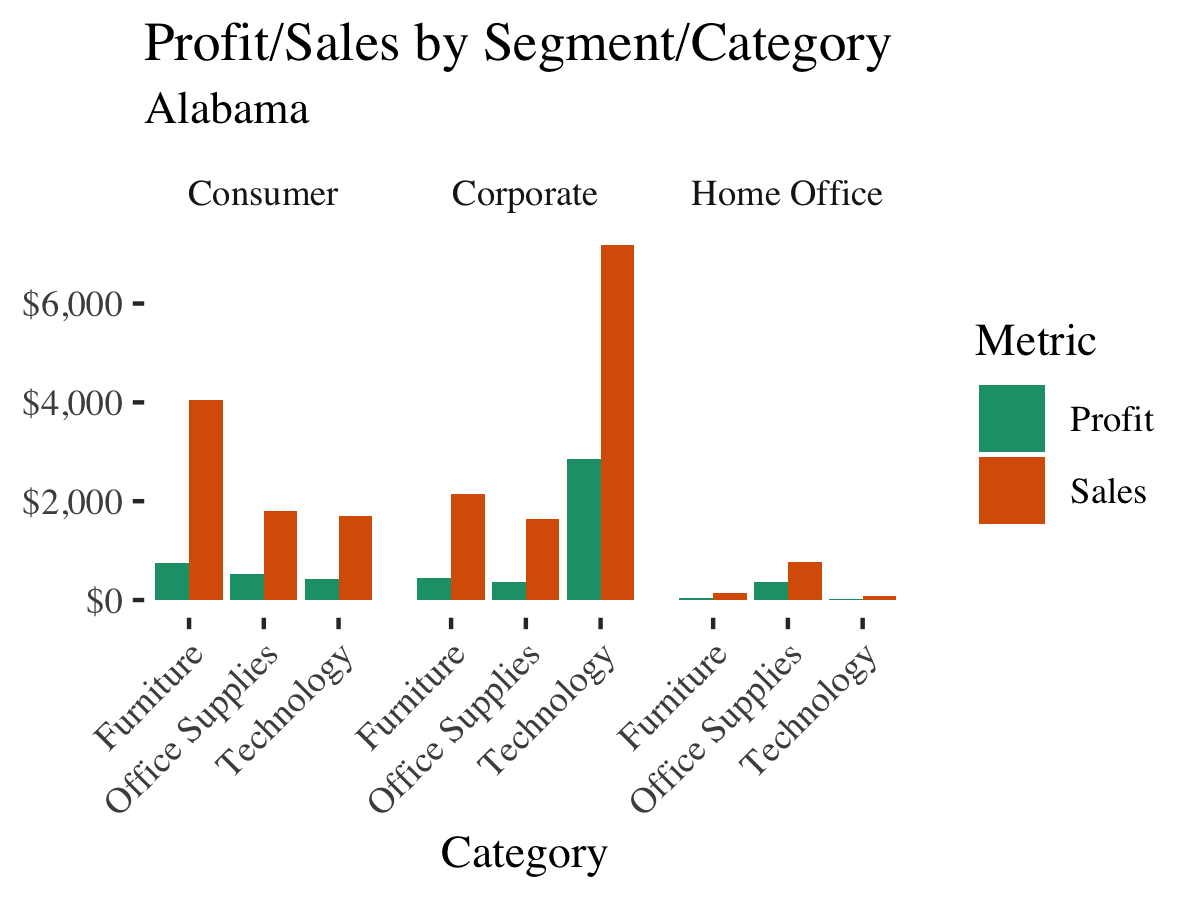 Profit/Sales by Segment/Category
Alabama
Consumer
Corporate
Home Office
$6,000
$4,000
$2,000
$0
Furniture
Office Supplies
Technology
Furniture
Office Supplies
Technology
Furniture
Office Supplies
Technology
Category
Metric
Profit
Sales